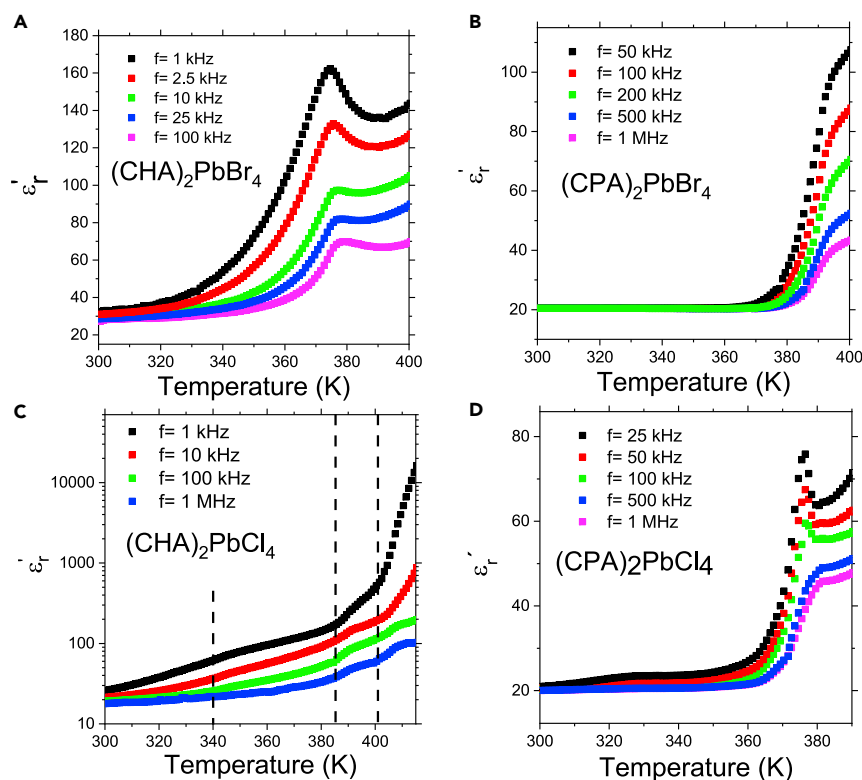 A
180
160
140
120
100
80
60
40
20
ε'r
f= 1 kHz
f= 2.5 kHz
f= 10 kHz
f= 25 kHz
f= 100 kHz
(CHA)2PbBr4
300 320 340 360 380 400
Temperature (K)
B
100
80
60
40
20
ε'r
f= 50 kHz
f= 100 kHz
f= 200 kHz
f= 500 kHz
f= 1 MHz
(CPA)2PbBr4
300 320 340 360 380 400
Temperature (K)
C
10000
1000
100
10
ε'r
f= 1 kHz
f= 10 kHz
f= 100 kHz
f= 1 MHz
(CHA)2PbCl4
300 320 340 360 380 400
Temperature (K)
D
80
60
40
20
εr´
f= 25 kHz
f= 50 kHz
f= 100 kHz
f= 500 kHz
f= 1 MHz
(CPA)2PbCl4
300 320 340 360 380
Temperature (K)